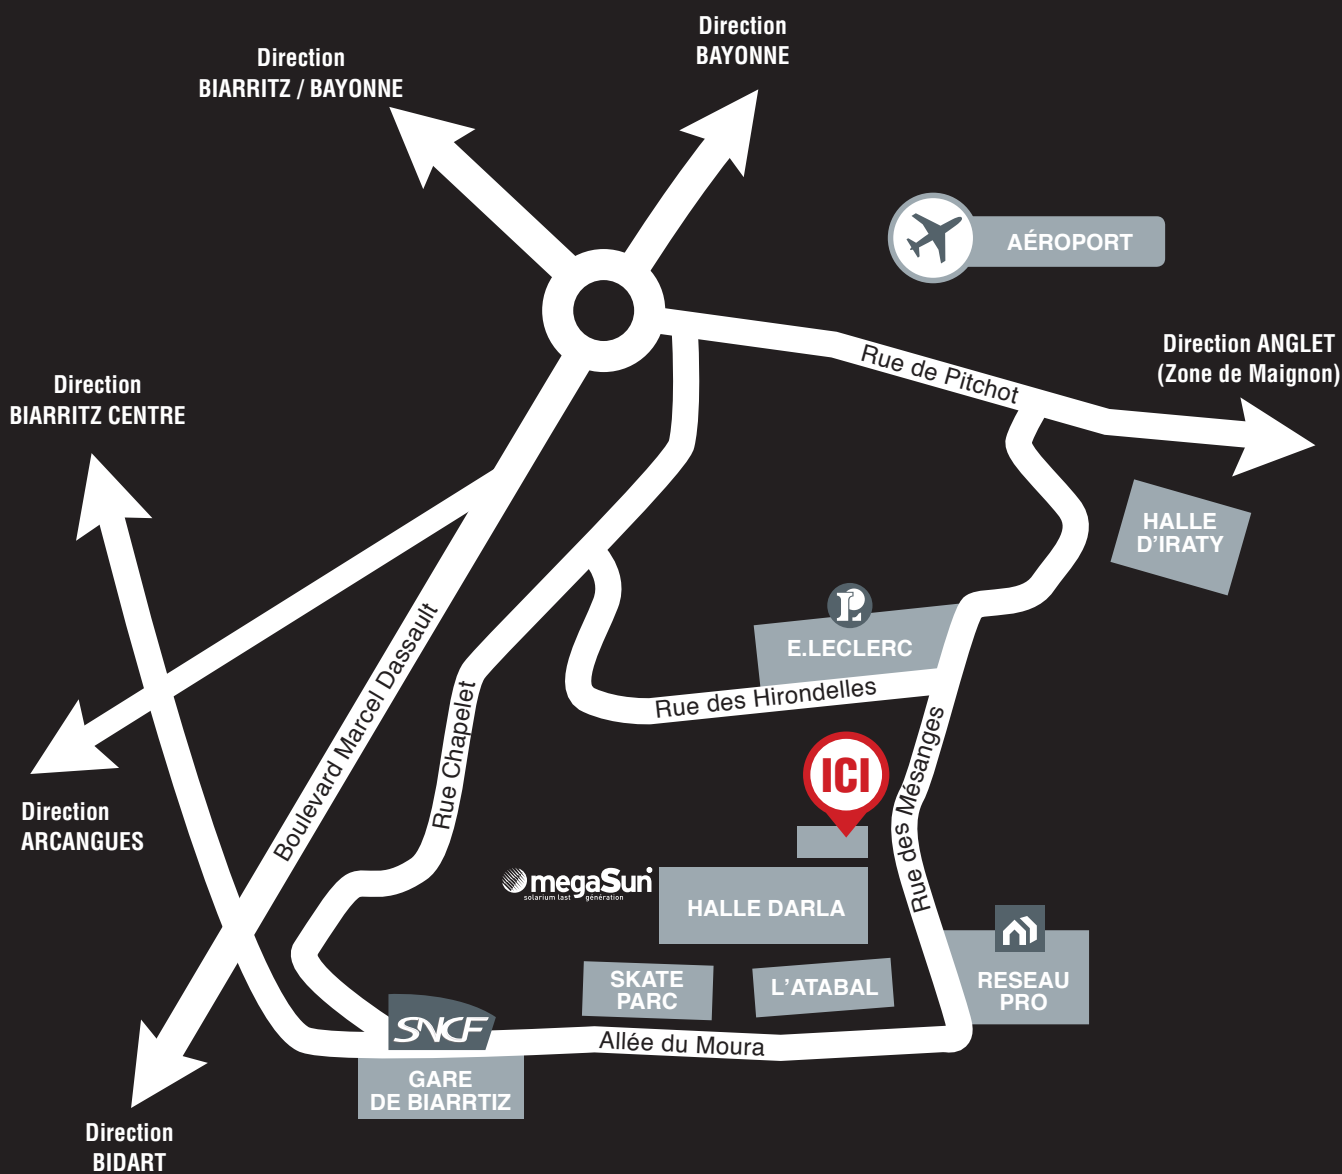 Direction
BAYONNE
Direction
BIARRITZ / BAYONNE
AÉROPORT
Direction ANGLET
(Zone de Maignon)
Rue de Pitchot
Direction
BIARRITZ CENTRE
HALLE
D'IRATY
E.LECLERC
Rue des Hirondelles
Boulevard Marcel Dassault
Rue Chapelet
Rue des Mésanges
ICI
Direction
ARCANGUES
megaSun
solarium last génération
HALLE DARLA
SKATE
PARC
L'ATABAL
RESEAU
PRO
SNCF
Allée du Moura
GARE
DE BIARRTIZ
Direction
BIDART